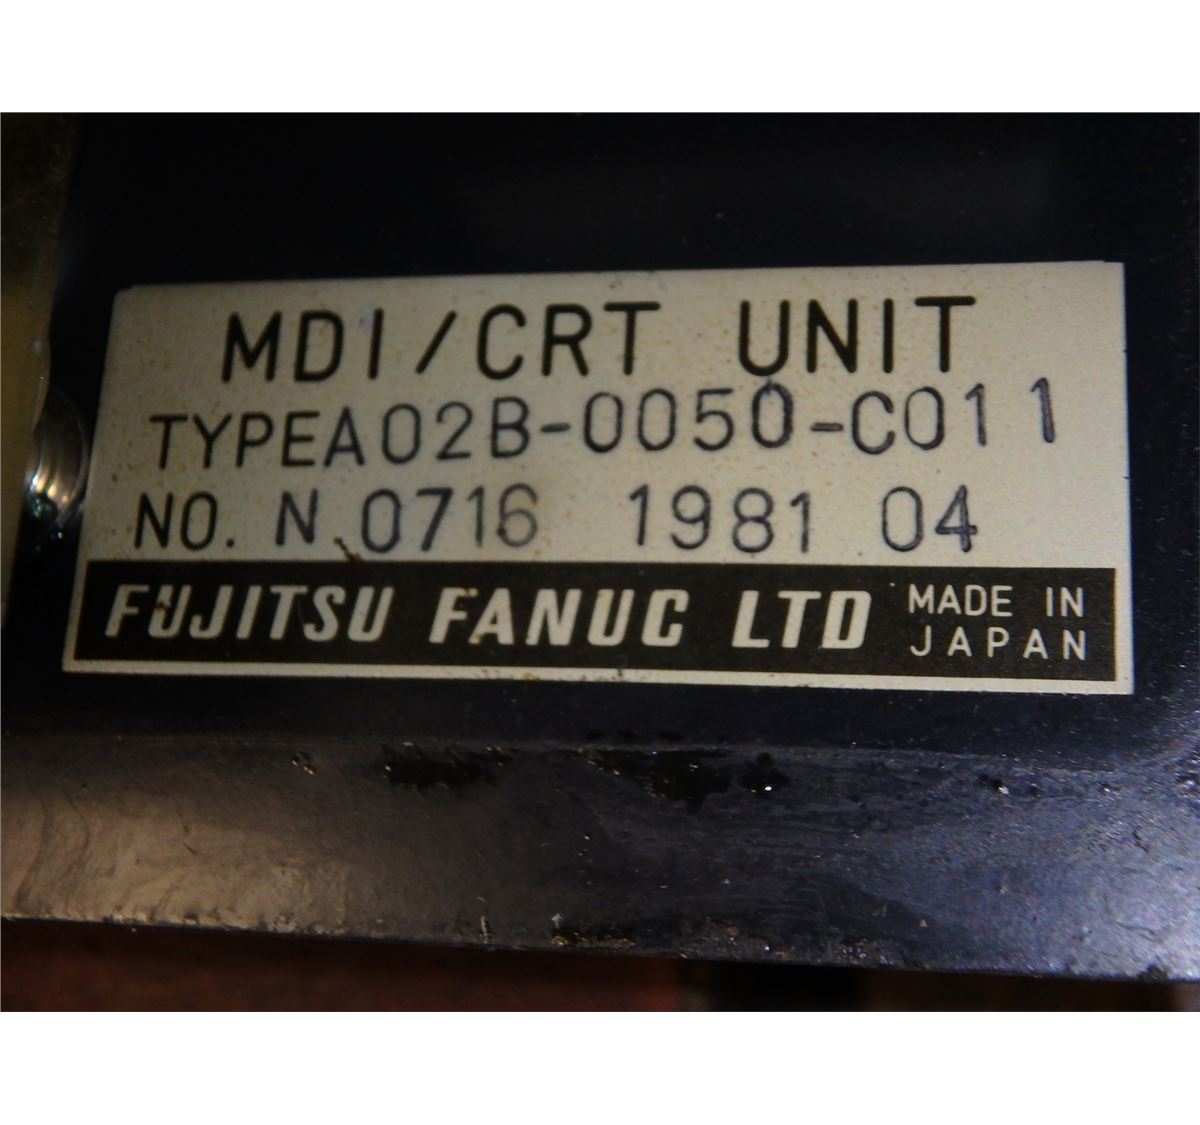 MDI/CRT UNIT
TYPEA02B-0050-C011
NO. N.0716 1981 04
FUJITSU FANUC LTD MADE IN JAPAN